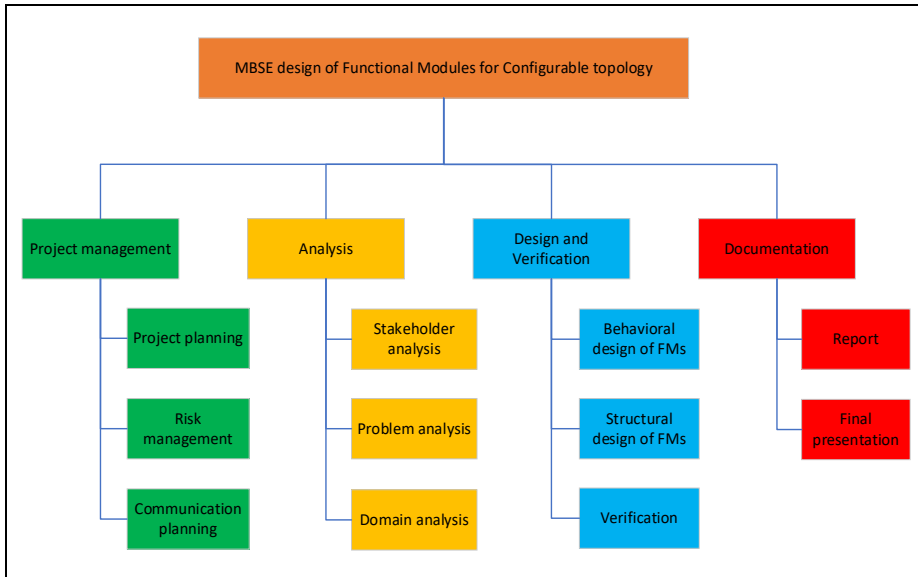 MBSE design of Functional Modules for Configurable topology
Project management
Analysis
Design and
Verification
Documentation
Project planning
Stakeholder
analysis
Behavioral
design of FMs
Report
Risk
management
Problem analysis
Structural
design of FMs
Final
presentation
Communication
planning
Domain analysis
Verification